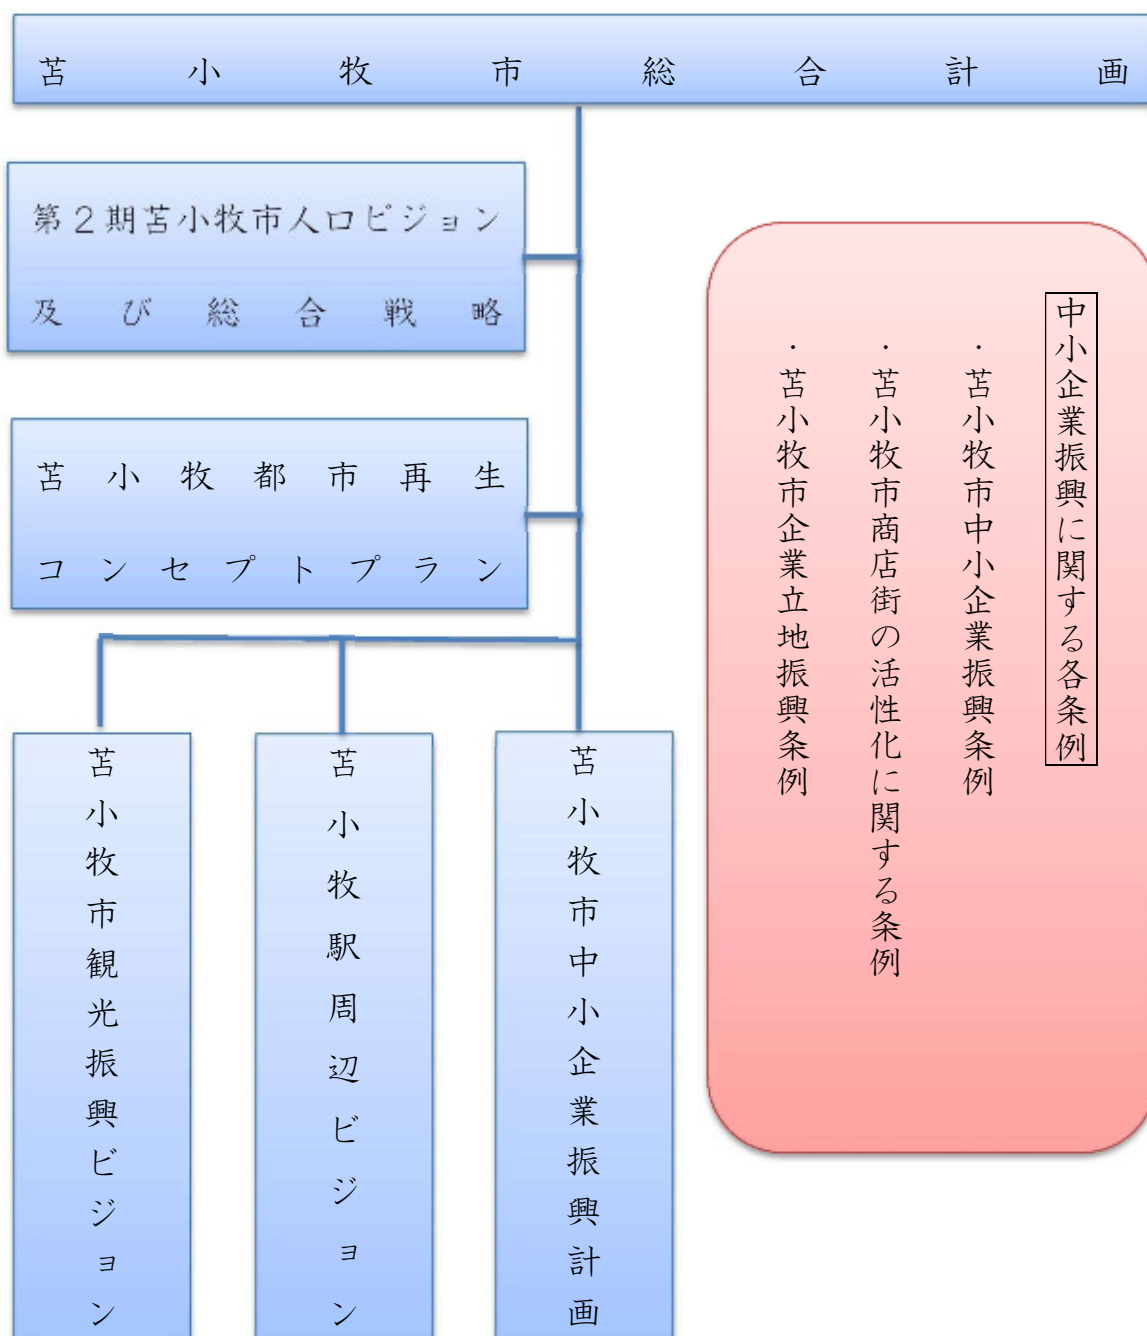 苫小牧市総合計画
第２期苫小牧市人口ビジョン
及び総合戦略
苫小牧都市再生
コンセプトプラン
中小企業振興に関する各条例
・苫小牧市中小企業振興条例
・苫小牧市商店街の活性化に関する条例
・苫小牧市企業立地振興条例
苫小牧市中小企業振興計画
苫小牧駅周辺ビジョン
苫小牧市観光振興ビジョン